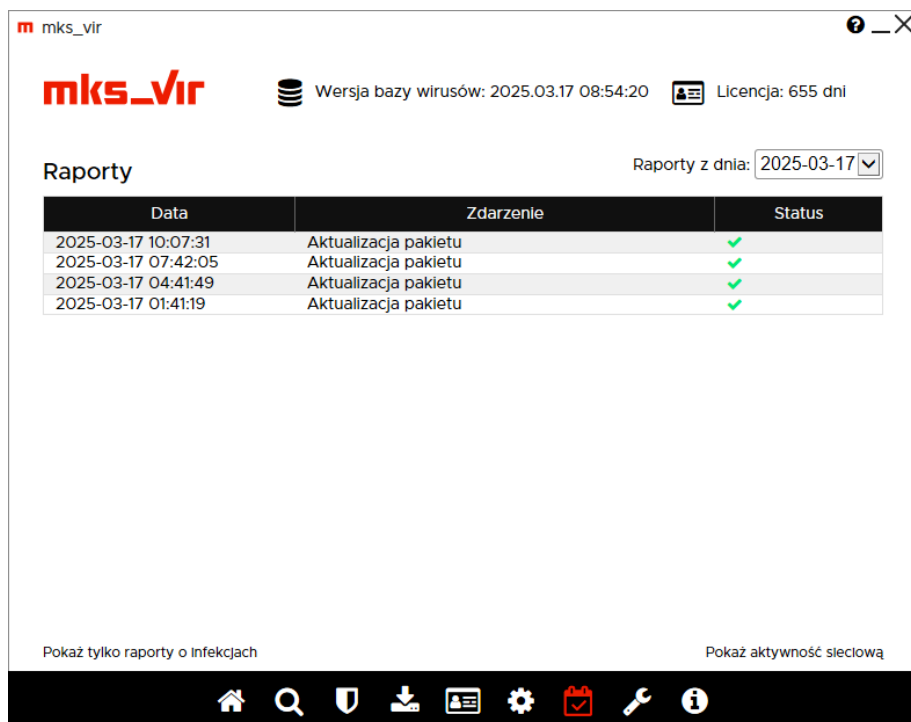 mks_vir
mks_vir
Wersja bazy wirusów: 2025.03.17 08:54:20
Licencja: 655 dni
Raporty
Raporty z dnia: 2025-03-17
Data Zdarzenie Status
2025-03-17 10:07:31 Aktualizacja pakietu
2025-03-17 07:42:05 Aktualizacja pakietu
2025-03-17 04:41:49 Aktualizacja pakietu
2025-03-17 01:41:19 Aktualizacja pakietu
Pokaż tylko raporty o infekcjach
Pokaż aktywność sieciową